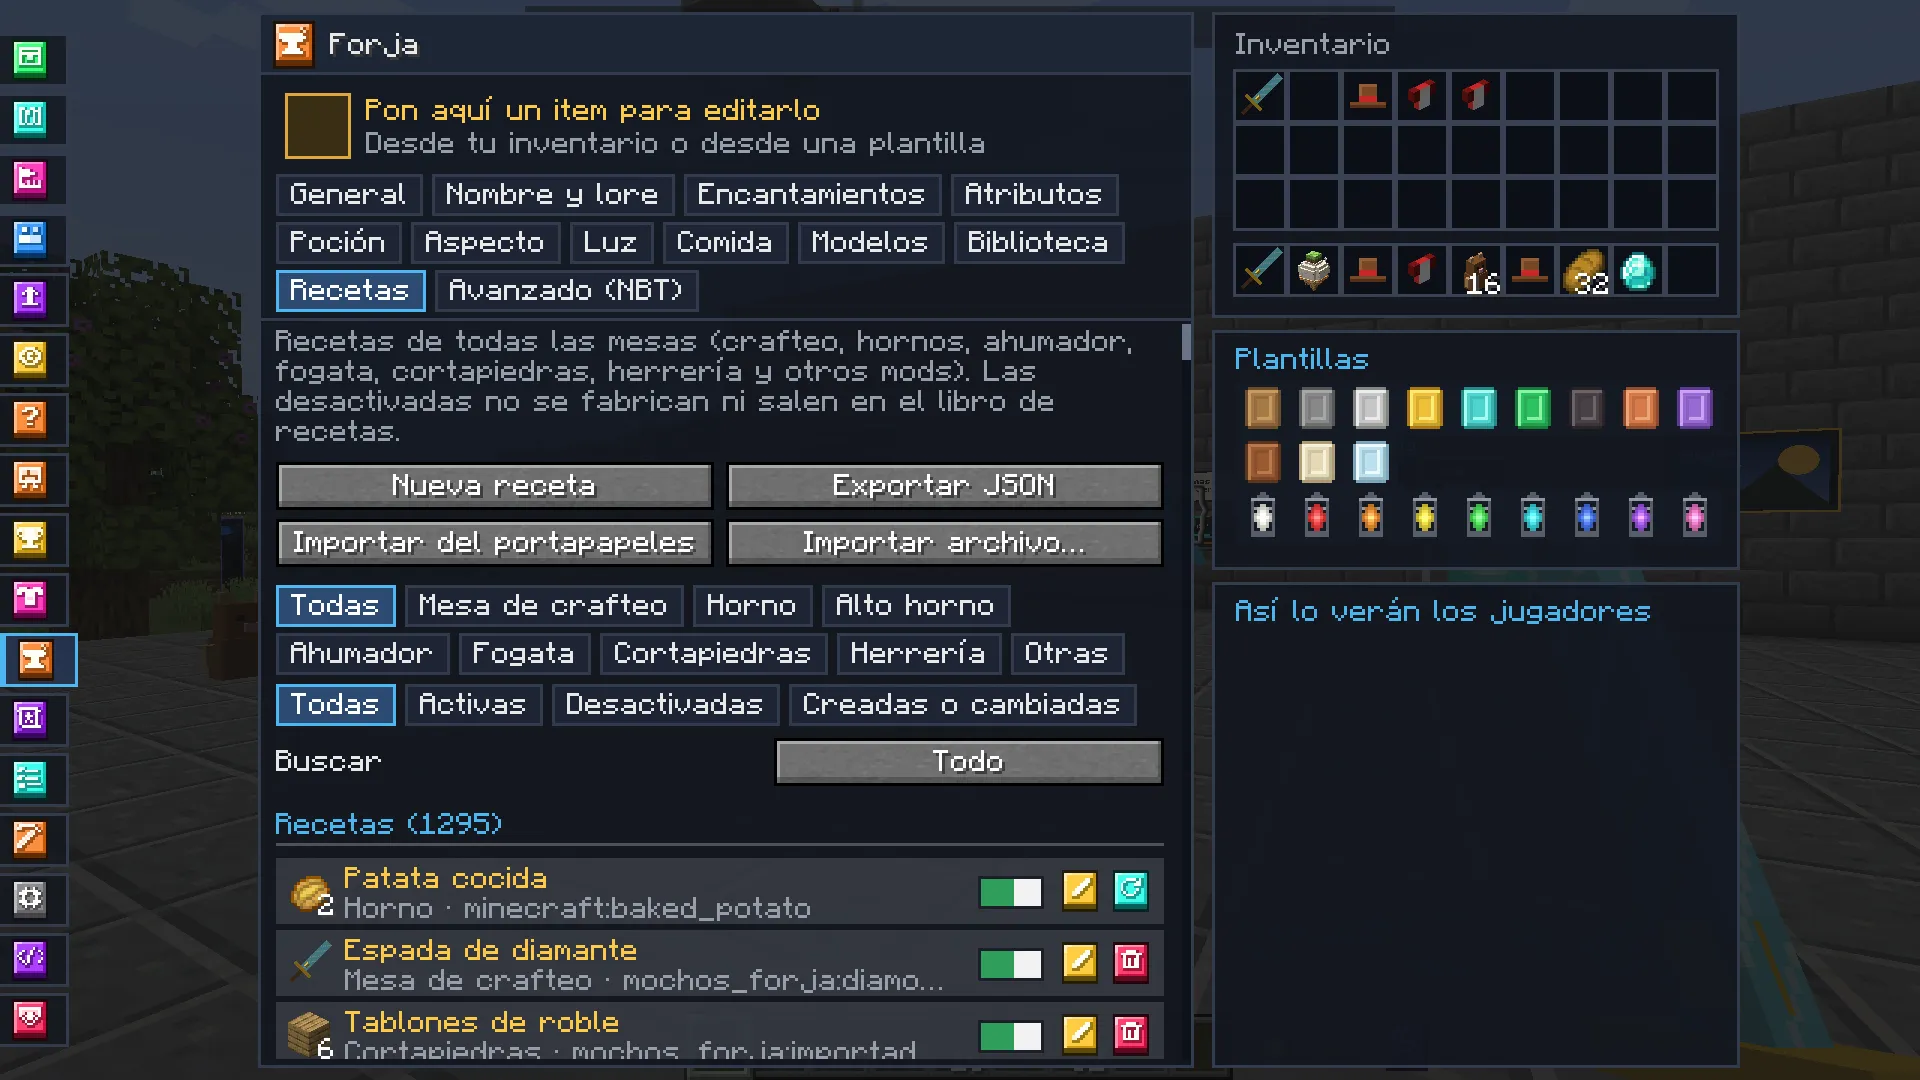 Forja
Pon aquí un item para editarlo
Desde tu inventario o desde una plantilla
General
Nombre y lore
Encantamientos
Atributos
Poción
Aspecto
Luz
Comida
Modelos
Biblioteca
Recetas
Avanzado (NBT)
Recetas de todas las mesas (crafteo, hornos, ahumador,
fogata, cortapiedras, herrería y otros mods). Las
desactivadas no se fabrican ni salen en el libro de
recetas.
Nueva receta
Exportar JSON
Importar del portapapeles
Importar archivo...
Todas
Mesa de crafteo
Horno
Alto horno
Ahumador
Fogata
Cortapiedras
Herrería
Otras
Todas
Activas
Desactivadas
Creadas o cambiadas
Buscar
Todo
Recetas (1295)
2
Patata cocida
Horno · minecraft:baked_potato
Espada de diamante
Mesa de crafteo · mochos_forja:diamo...
6
Tablones de roble
Cortapiedras · mochos_forja:importad
Inventario
16
32
Plantillas
Así lo verán los jugadores